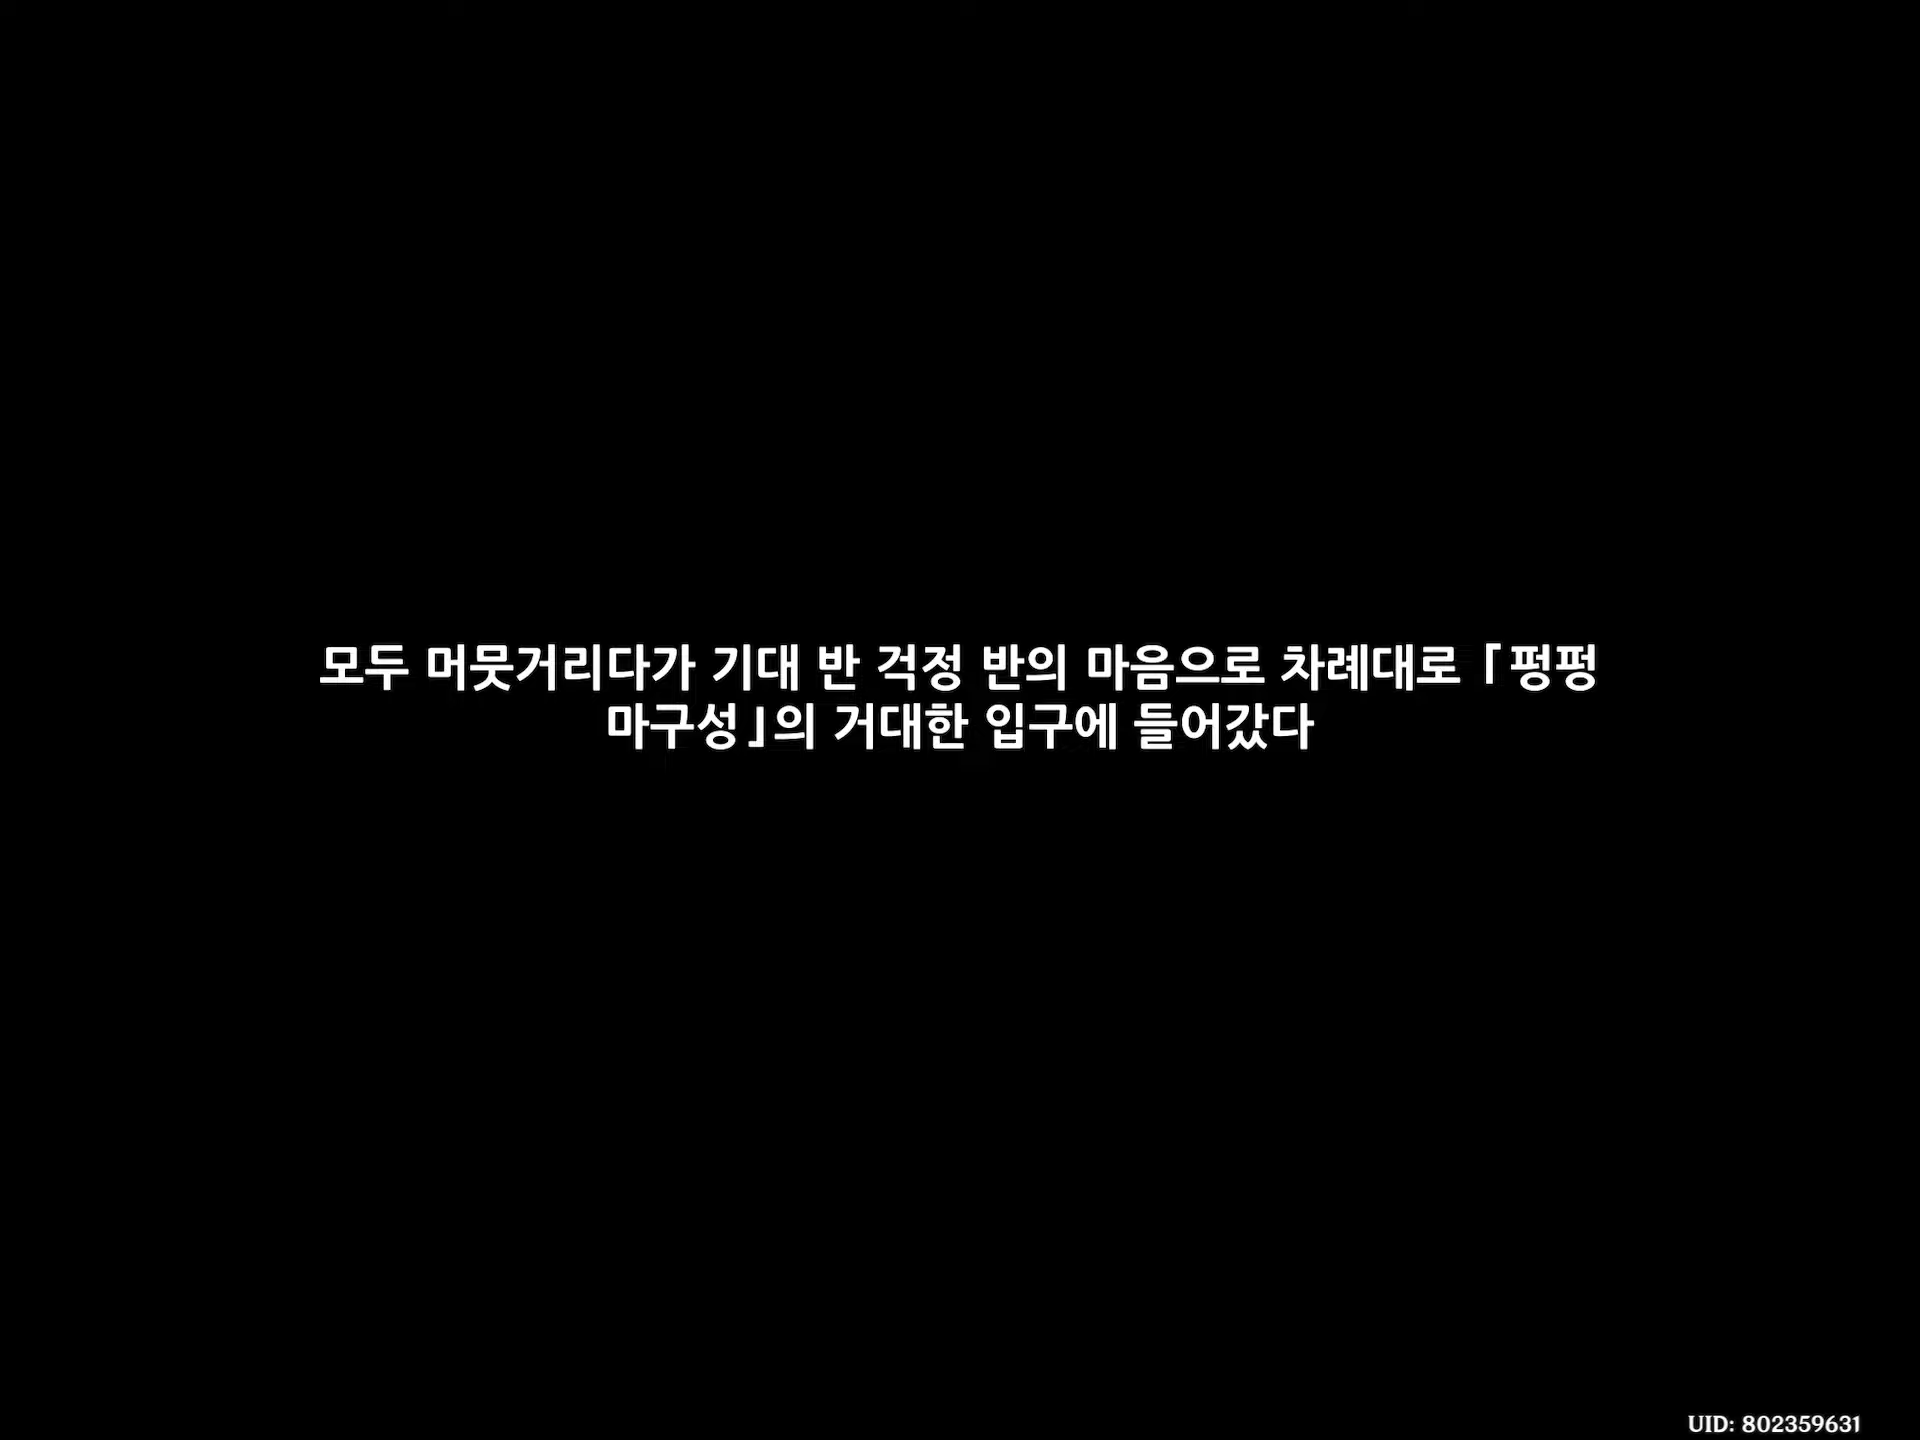 모두 머뭇거리다가 기대 반 걱정 반의 마음으로 차례대로 「펑펑
마구성」의 거대한 입구에 들어갔다
UID: 802359631